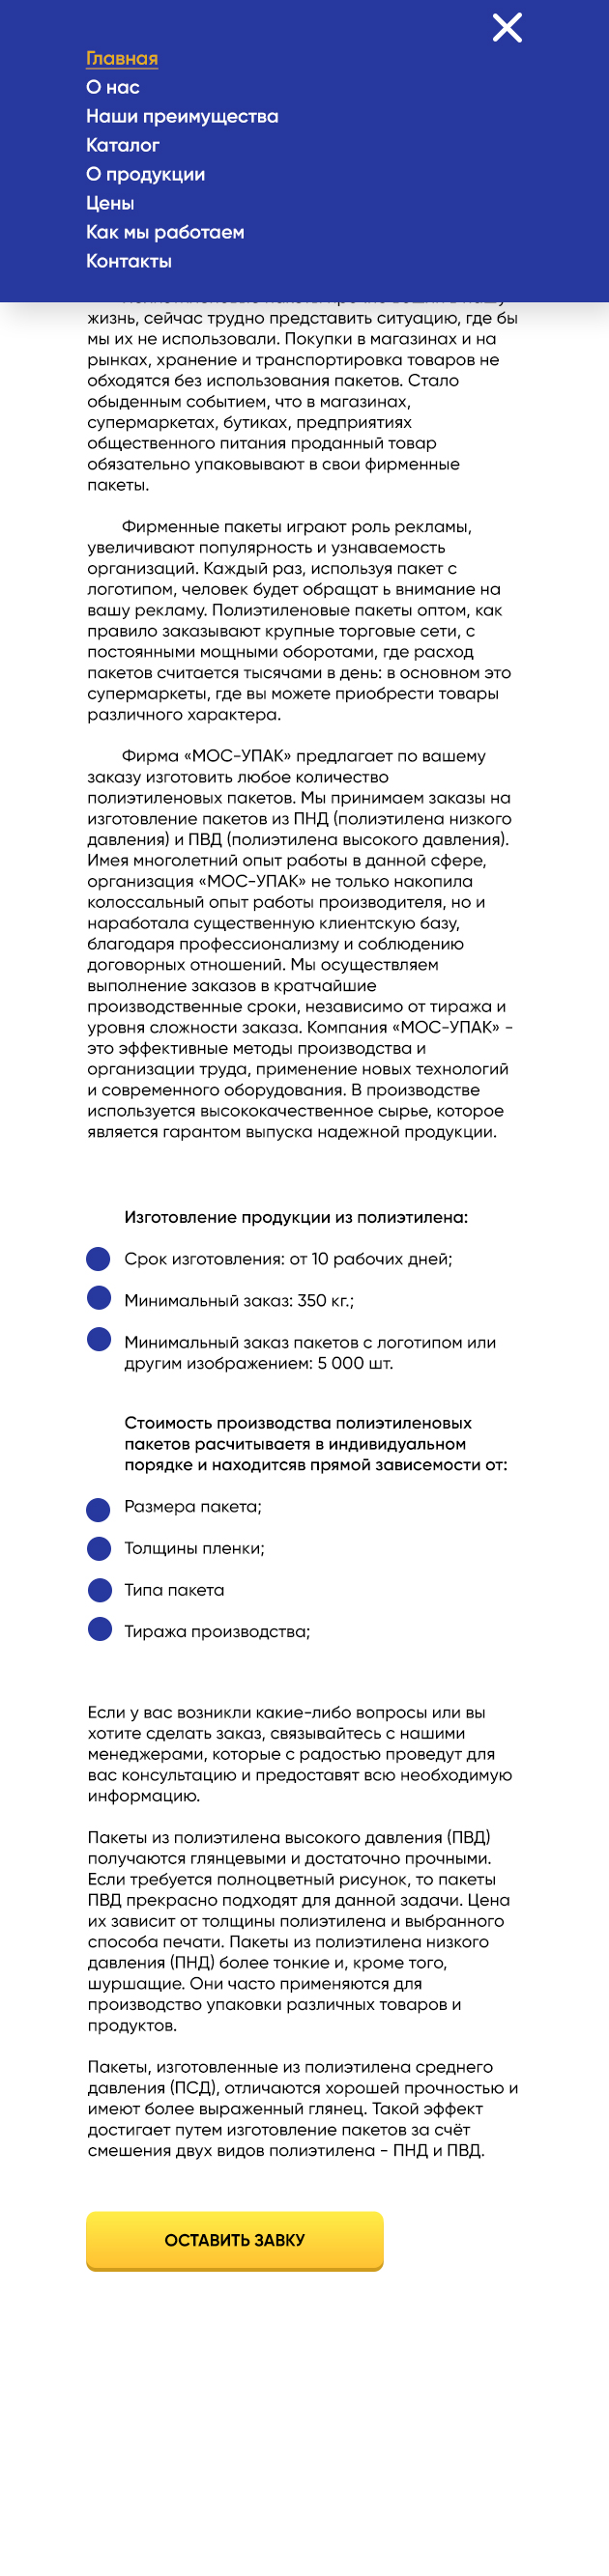 Главная
О нас
Наши преимущества
Каталог
О продукции
Цены
Как мы работаем
Контакты
жизнь, сейчас трудно представить ситуацию, где бы
мы их не использовали. Покупки в магазинах и на
рынках, хранение и транспортировка товаров не
обходятся без использования пакетов. Стало
обыденным событием, что в магазинах,
супермаркетах, бутиках, предприятиях
общественного питания проданный товар
обязательно упаковывают в свои фирменные
пакеты.
Фирменные пакеты играют роль рекламы,
увеличивают популярность и узнаваемость
организаций. Каждый раз, используя пакет с
логотипом, человек будет обращат ь внимание на
вашу рекламу. Полиэтиленовые пакеты оптом, как
правило заказывают крупные торговые сети, с
постоянными мощными оборотами, где расход
пакетов считается тысячами в день: в основном это
супермаркеты, где вы можете приобрести товары
различного характера.
Фирма «МОС-УПАК» предлагает по вашему
заказу изготовить любое количество
полиэтиленовых пакетов. Мы принимаем заказы на
изготовление пакетов из ПНД (полиэтилена низкого
давления) и ПВД (полиэтилена высокого давления).
Имея многолетний опыт работы в данной сфере,
организация «МОС-УПАК» не только накопила
колоссальный опыт работы производителя, но и
наработала существенную клиентскую базу,
благодаря профессионализму и соблюдению
договорных отношений. Мы осуществляем
выполнение заказов в кратчайшие
производственные сроки, независимо от тиража и
уровня сложности заказа. Компания «МОС-УПАК» -
это эффективные методы производства и
организации труда, применение новых технологий
и современного оборудования. В производстве
используется высококачественное сырье, которое
является гарантом выпуска надежной продукции.
Изготовление продукции из полиэтилена:
Срок изготовления: от 10 рабочих дней;
Минимальный заказ: 350 кг.;
Минимальный заказ пакетов с логотипом или
другим изображением: 5 000 шт.
Стоимость производства полиэтиленовых
пакетов расчитываетя в индивидуальном
порядке и находитсяв прямой зависемости от:
Размера пакета;
Толщины пленки;
Типа пакета
Тиража производства;
Если у вас возникли какие-либо вопросы или вы
хотите сделать заказ, связывайтесь с нашими
менеджерами, которые с радостью проведут для
вас консультацию и предоставят всю необходимую
информацию.
Пакеты из полиэтилена высокого давления (ПВД)
получаются глянцевыми и достаточно прочными.
Если требуется полноцветный рисунок, то пакеты
ПВД прекрасно подходят для данной задачи. Цена
их зависит от толщины полиэтилена и выбранного
способа печати. Пакеты из полиэтилена низкого
давления (ПНД) более тонкие и, кроме того,
шуршащие. Они часто применяются для
производство упаковки различных товаров и
продуктов.
Пакеты, изготовленные из полиэтилена среднего
давления (ПСД), отличаются хорошей прочностью и
имеют более выраженный глянец. Такой эффект
достигает путем изготовление пакетов за счёт
смешения двух видов полиэтилена - ПНД и ПВД.
ОСТАВИТЬ ЗАВКУ